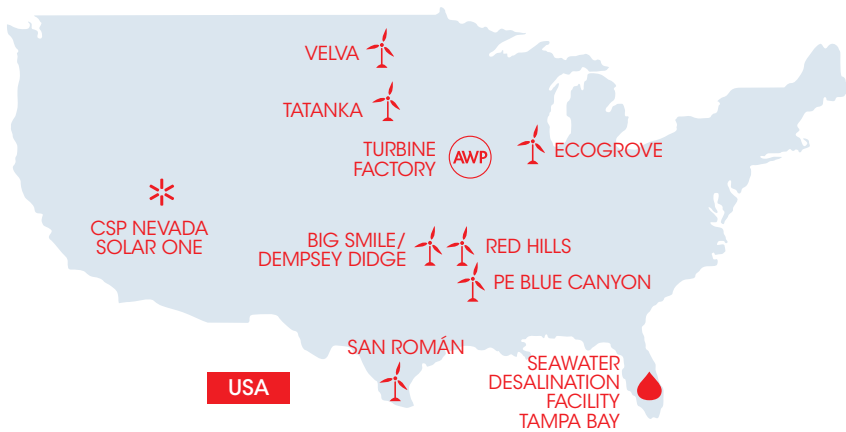 VELVA
TATANKA
TURBINE
FACTORY
AWP
ECOGROVE
CSP NEVADA
SOLAR ONE
BIG SMILE/
DEMPSEY DIDGE
RED HILLS
PE BLUE CANYON
SAN ROMÁN
USA
SEAWATER
DESALINATION
FACILITY
TAMPA BAY